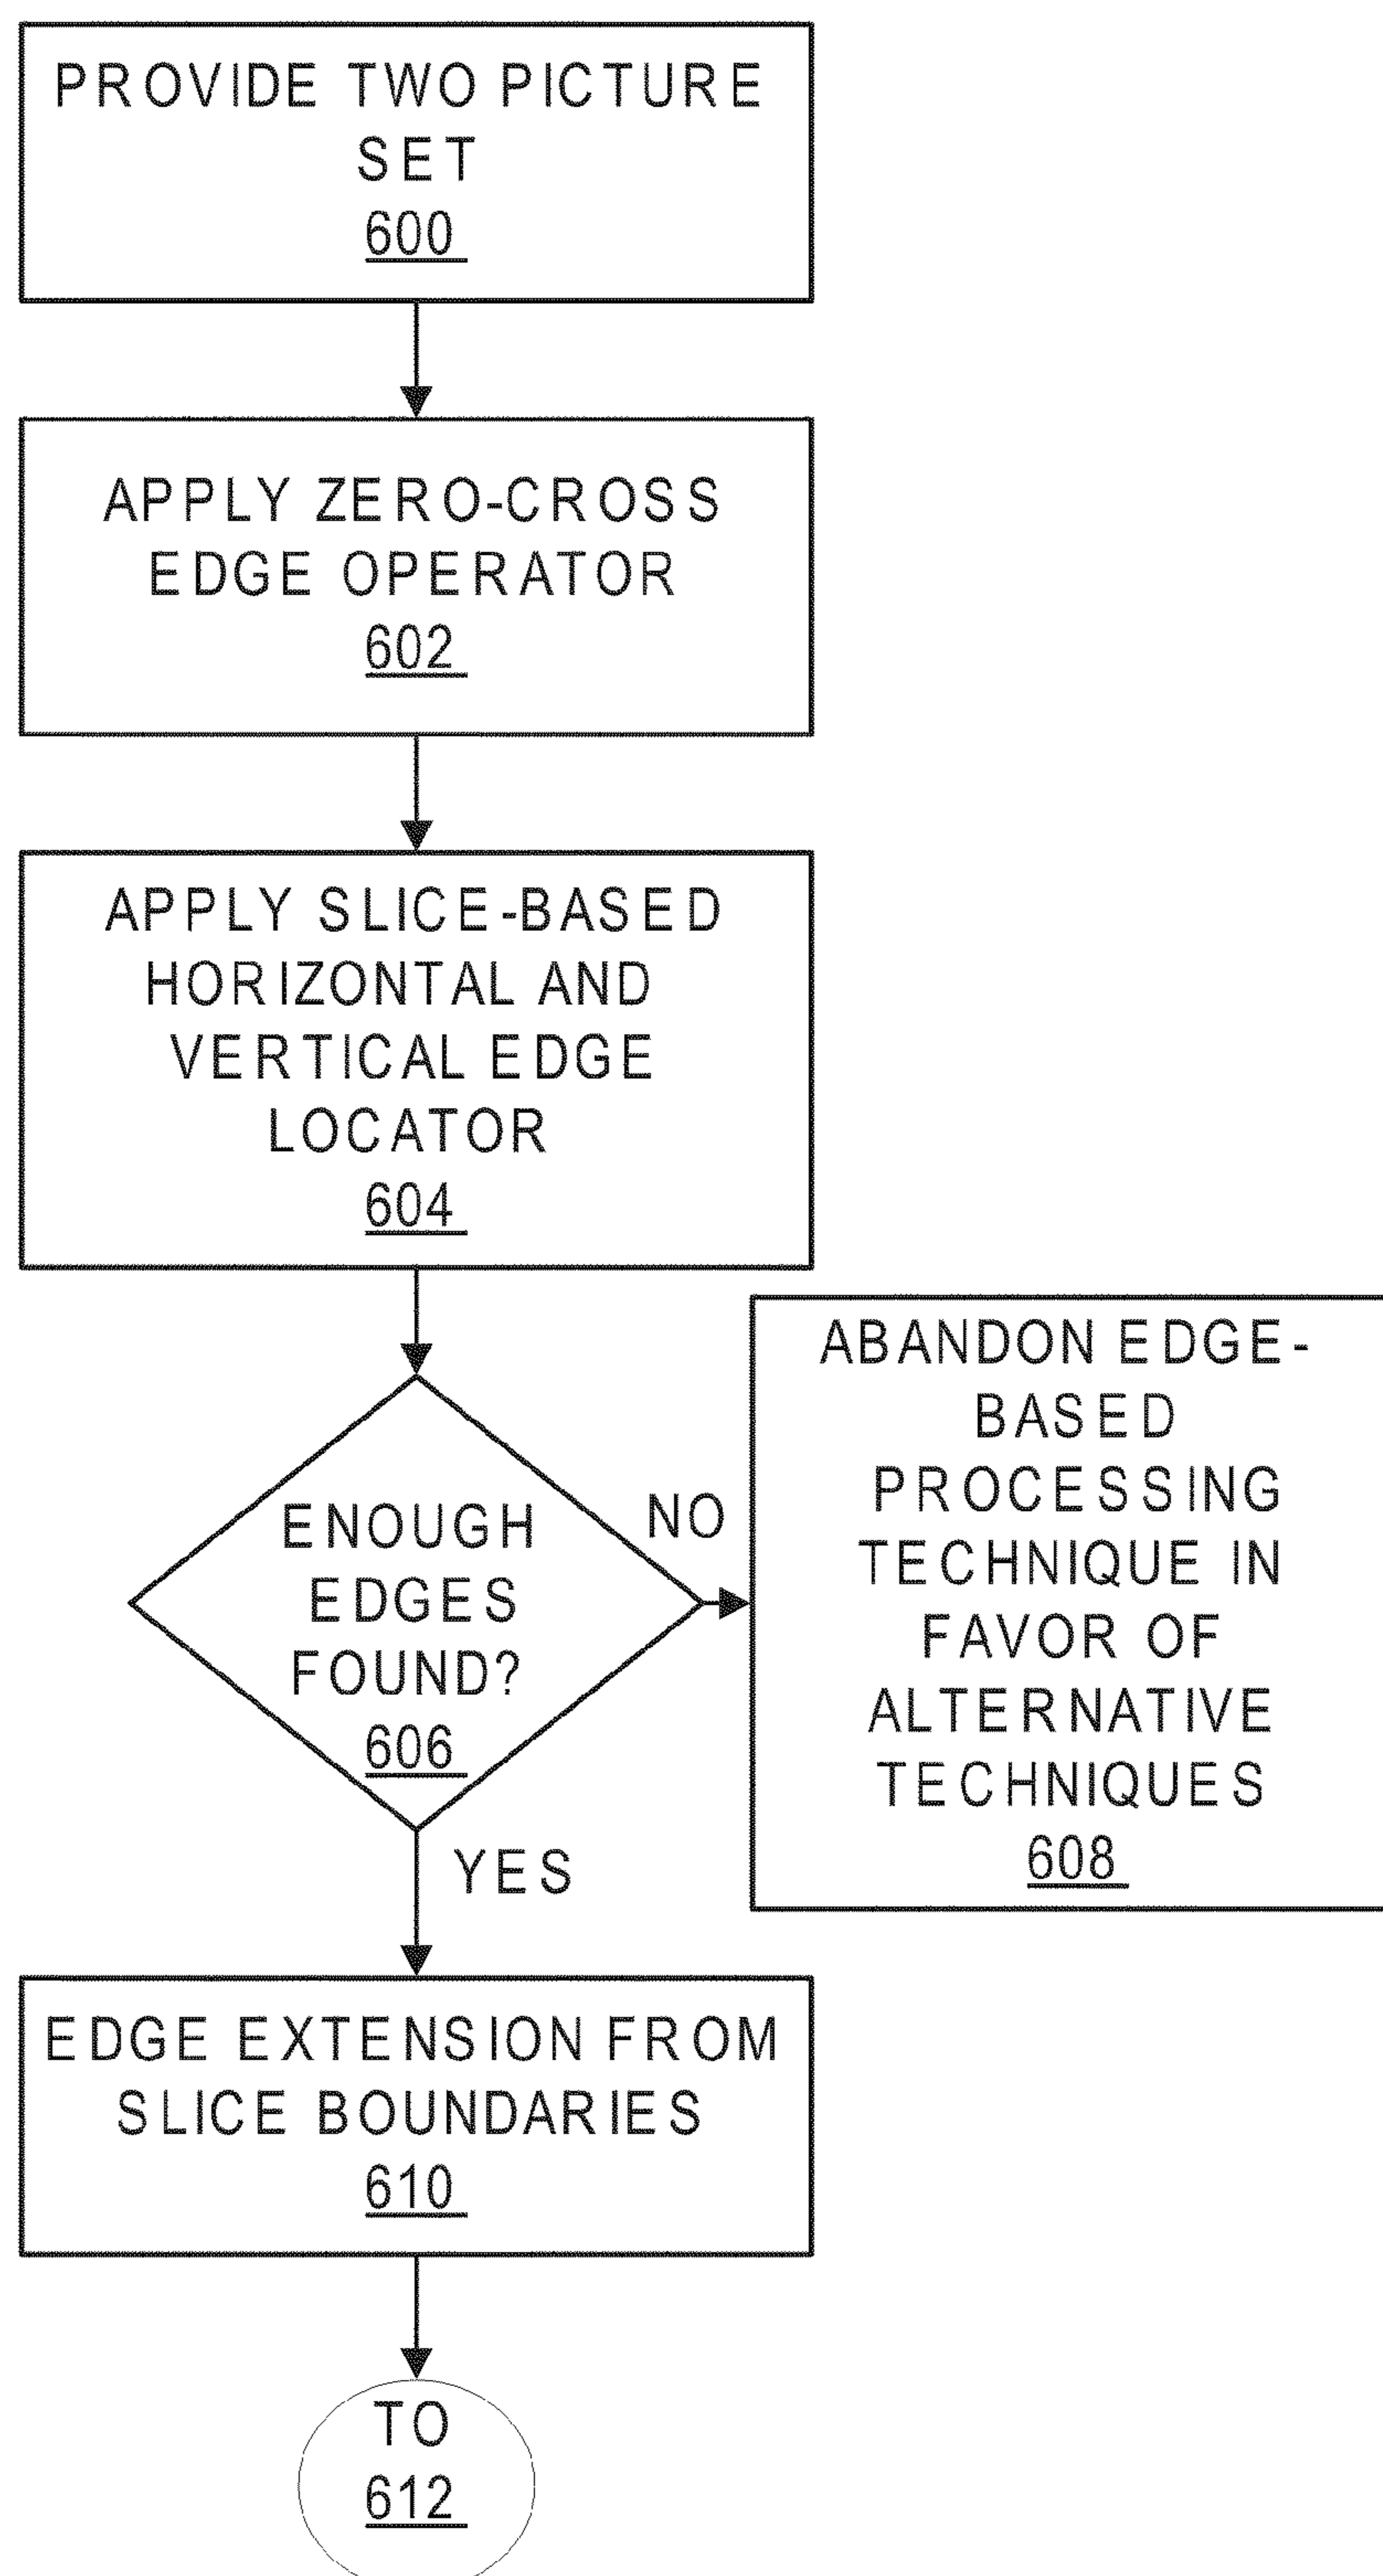 PROVIDE TWO PICTURE
SET
600
APPLY ZERO-CROSS
EDGE OPERATOR
602
APPLY SLICE-BASED
HORIZONTAL AND
VERTICAL EDGE
LOCATOR
604
ENOUGH
EDGES
FOUND?
606
NO
ABANDON EDGE-
BASED
PROCESSING
TECHNIQUE IN
FAVOR OF
ALTERNATIVE
TECHNIQUES
608
YES
EDGE EXTENSION FROM
SLICE BOUNDARIES
610
TO
612